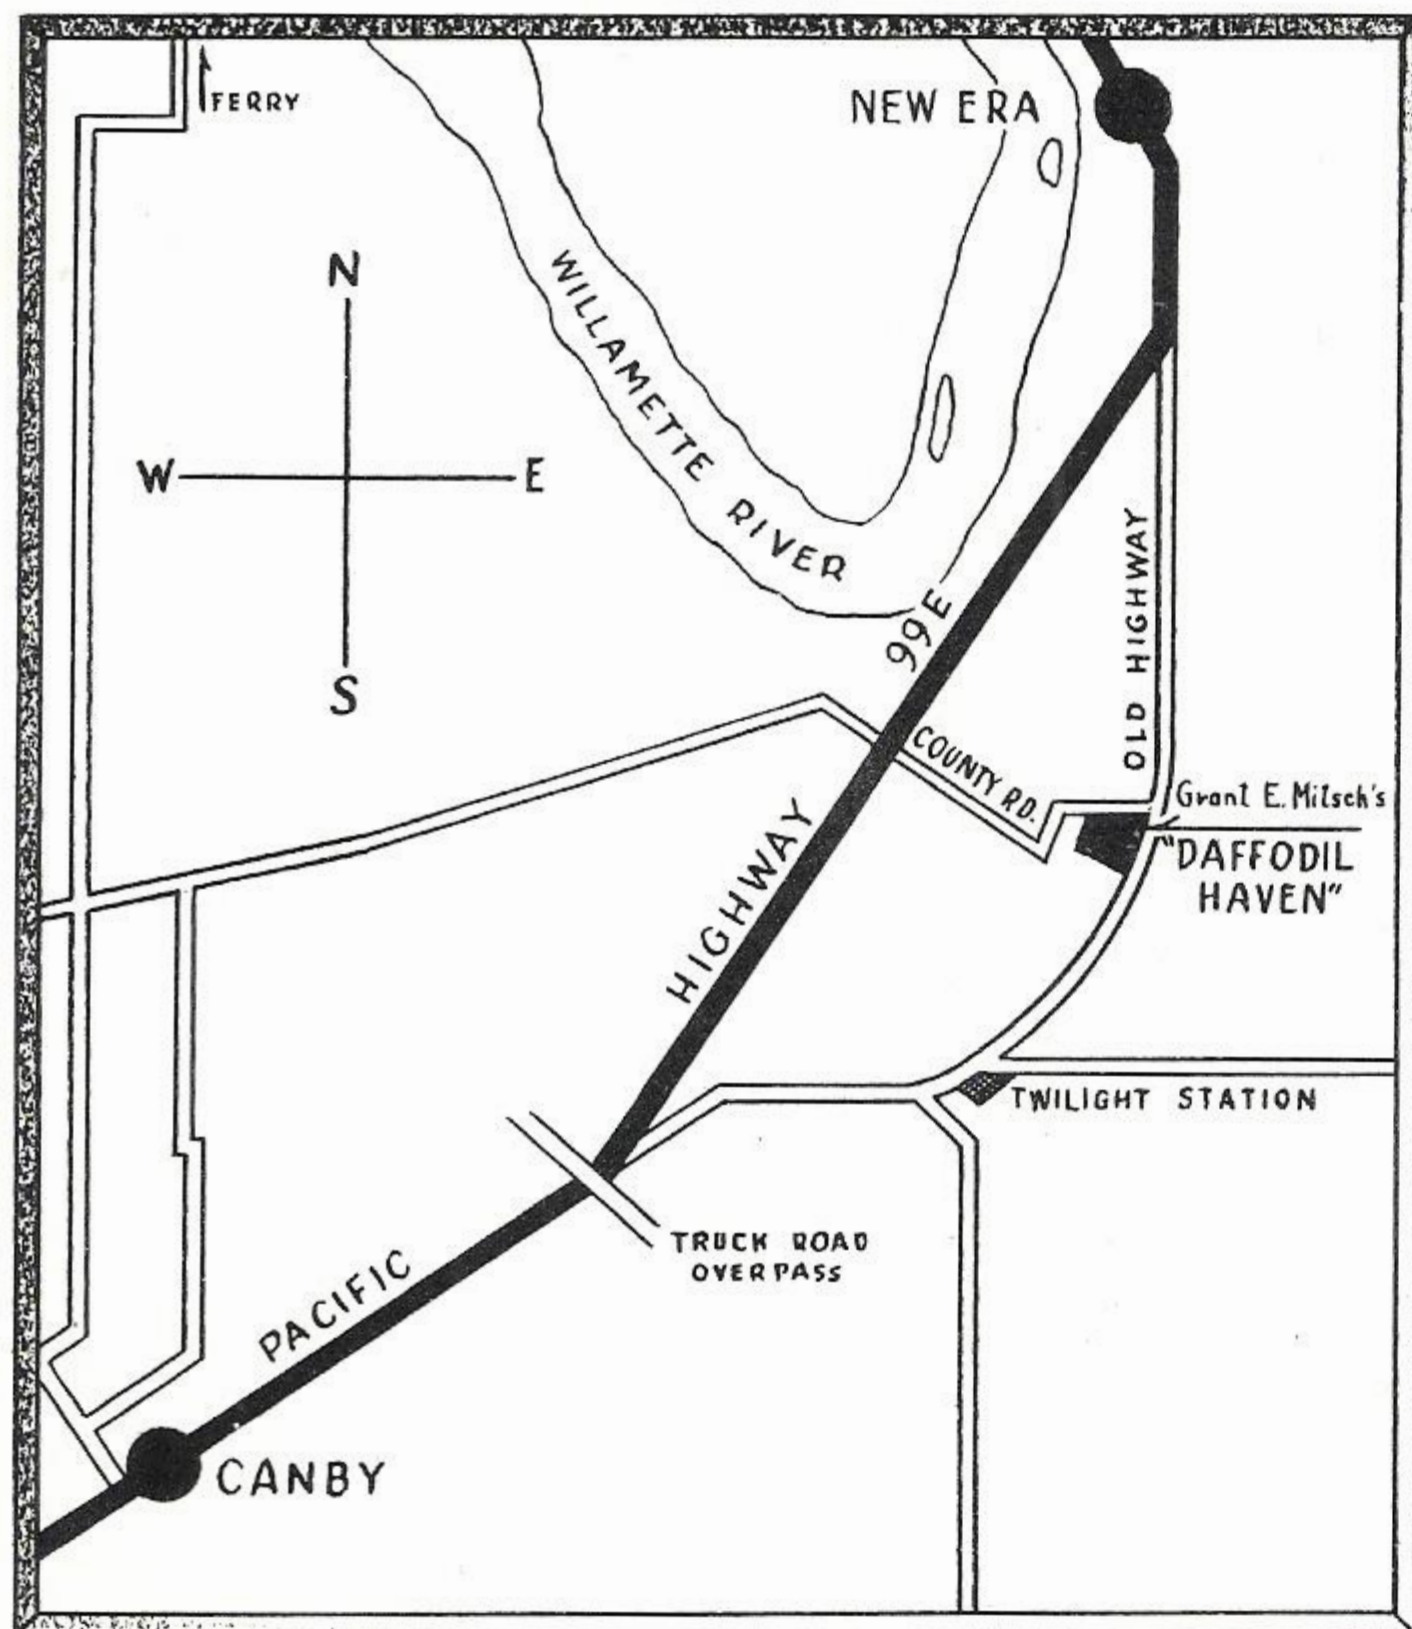 FERRY
NEW ERA
N
W
E
S
WILLAMETTE RIVER
99E
OLD HIGHWAY
COUNTY RD.
Grant E. Mitsch's
"DAFFODIL
HAVEN"
HIGHWAY
TWILIGHT STATION
TRUCK ROAD
OVERPASS
PACIFIC
CANBY